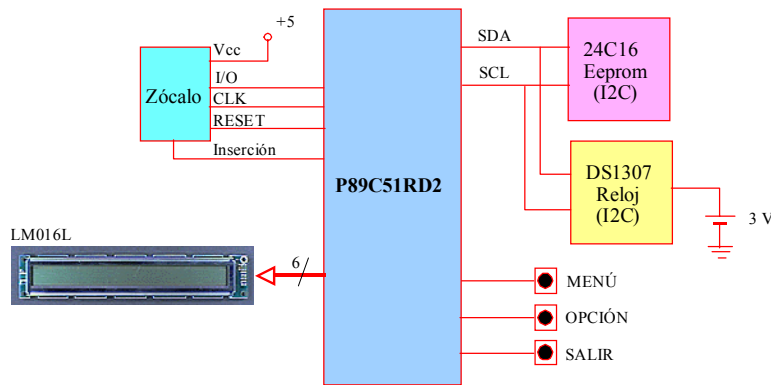 +5
Vcc
I/O
Zócalo
CLK
RESET
Inserción
P89C51RD2
SDA
SCL
24C16
Eeprom
(I2C)
DS1307
Reloj
(I2C)
3 V
LM016L
6
MENÚ
OPCIÓN
SALIR